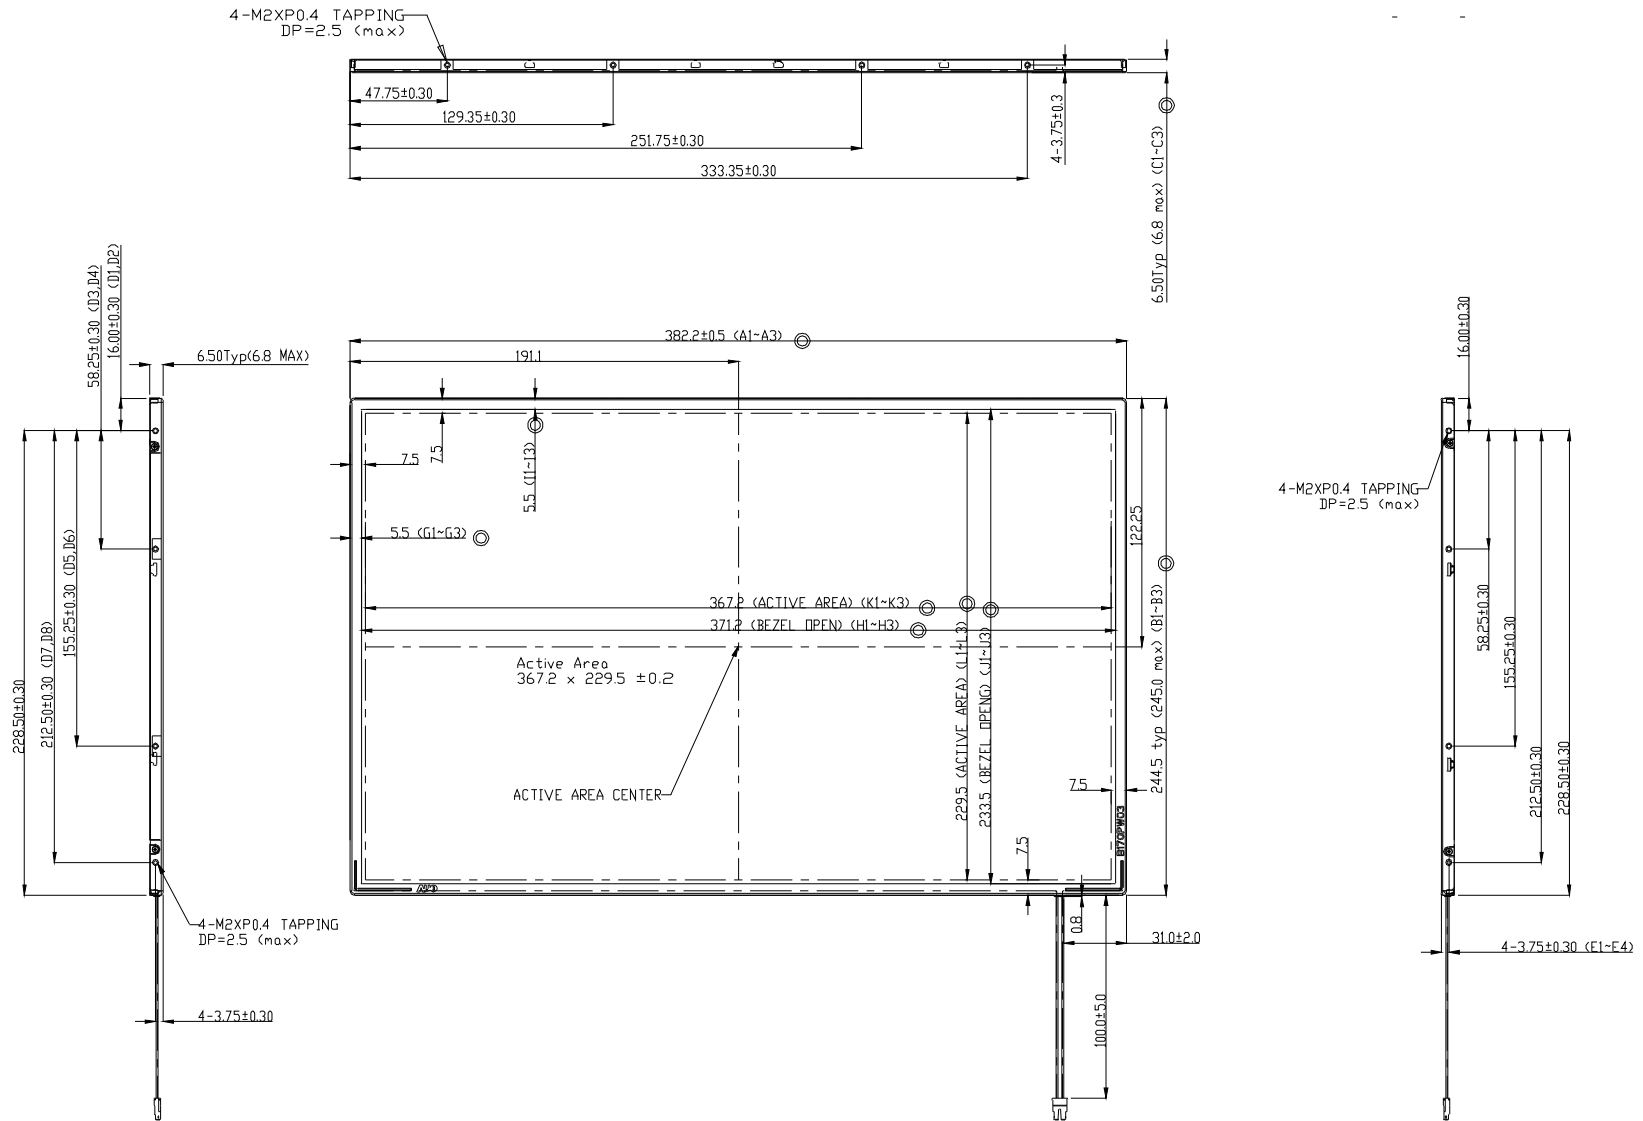 4-M2XP0.4 TAPPING
DP=2.5 (max)
47.75±0.30
129.35±0.30
251.75±0.30
333.35±0.30
4-3.75±0.3
6.50Typ (6.8 max) (C1~C3)
58.25±0.30 (D3,D4)
16.00±0.30 (D1,D2)
6.50Typ(6.8 MAX)
228.50±0.30
212.50±0.30 (D7,D8)
155.25±0.30 (D5,D6)
382.2±0.5 (A1~A3)
191.1
7.5
7.5
5.5 (I1~I3)
5.5 (G1~G3)
122.25
367.2 (ACTIVE AREA) (K1~K3)
371.2 (BEZEL OPEN) (H1~H3)
Active Area
367.2 x 229.5 ±0.2
229.5 (ACTIVE AREA) (L1~L3)
233.5 (BEZEL OPENG) (J1~J3)
244.5 typ (245.0 max) (B1~B3)
ACTIVE AREA CENTER
7.5
7.5
B170PW03
AUO
0.8
31.0±2.0
100.0±5.0
4-M2XP0.4 TAPPING
DP=2.5 (max)
4-3.75±0.30
16.00±0.30
4-M2XP0.4 TAPPING
DP=2.5 (max)
58.25±0.30
155.25±0.30
212.50±0.30
228.50±0.30
4-3.75±0.30 (E1~E4)